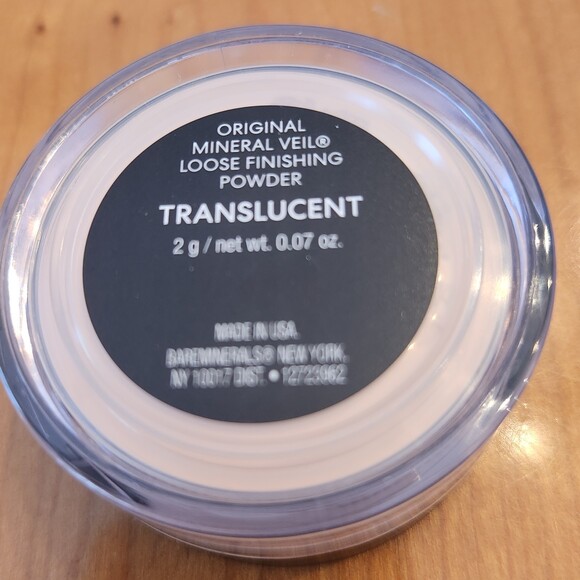 ORIGINAL
MINERAL VEIL®
LOOSE FINISHING
POWDER
TRANSLUCENT
2 g / net wt. 0.07 oz.
MADE IN USA.
BAREMINERALS® NEW YORK,
NY 10017 DIST •